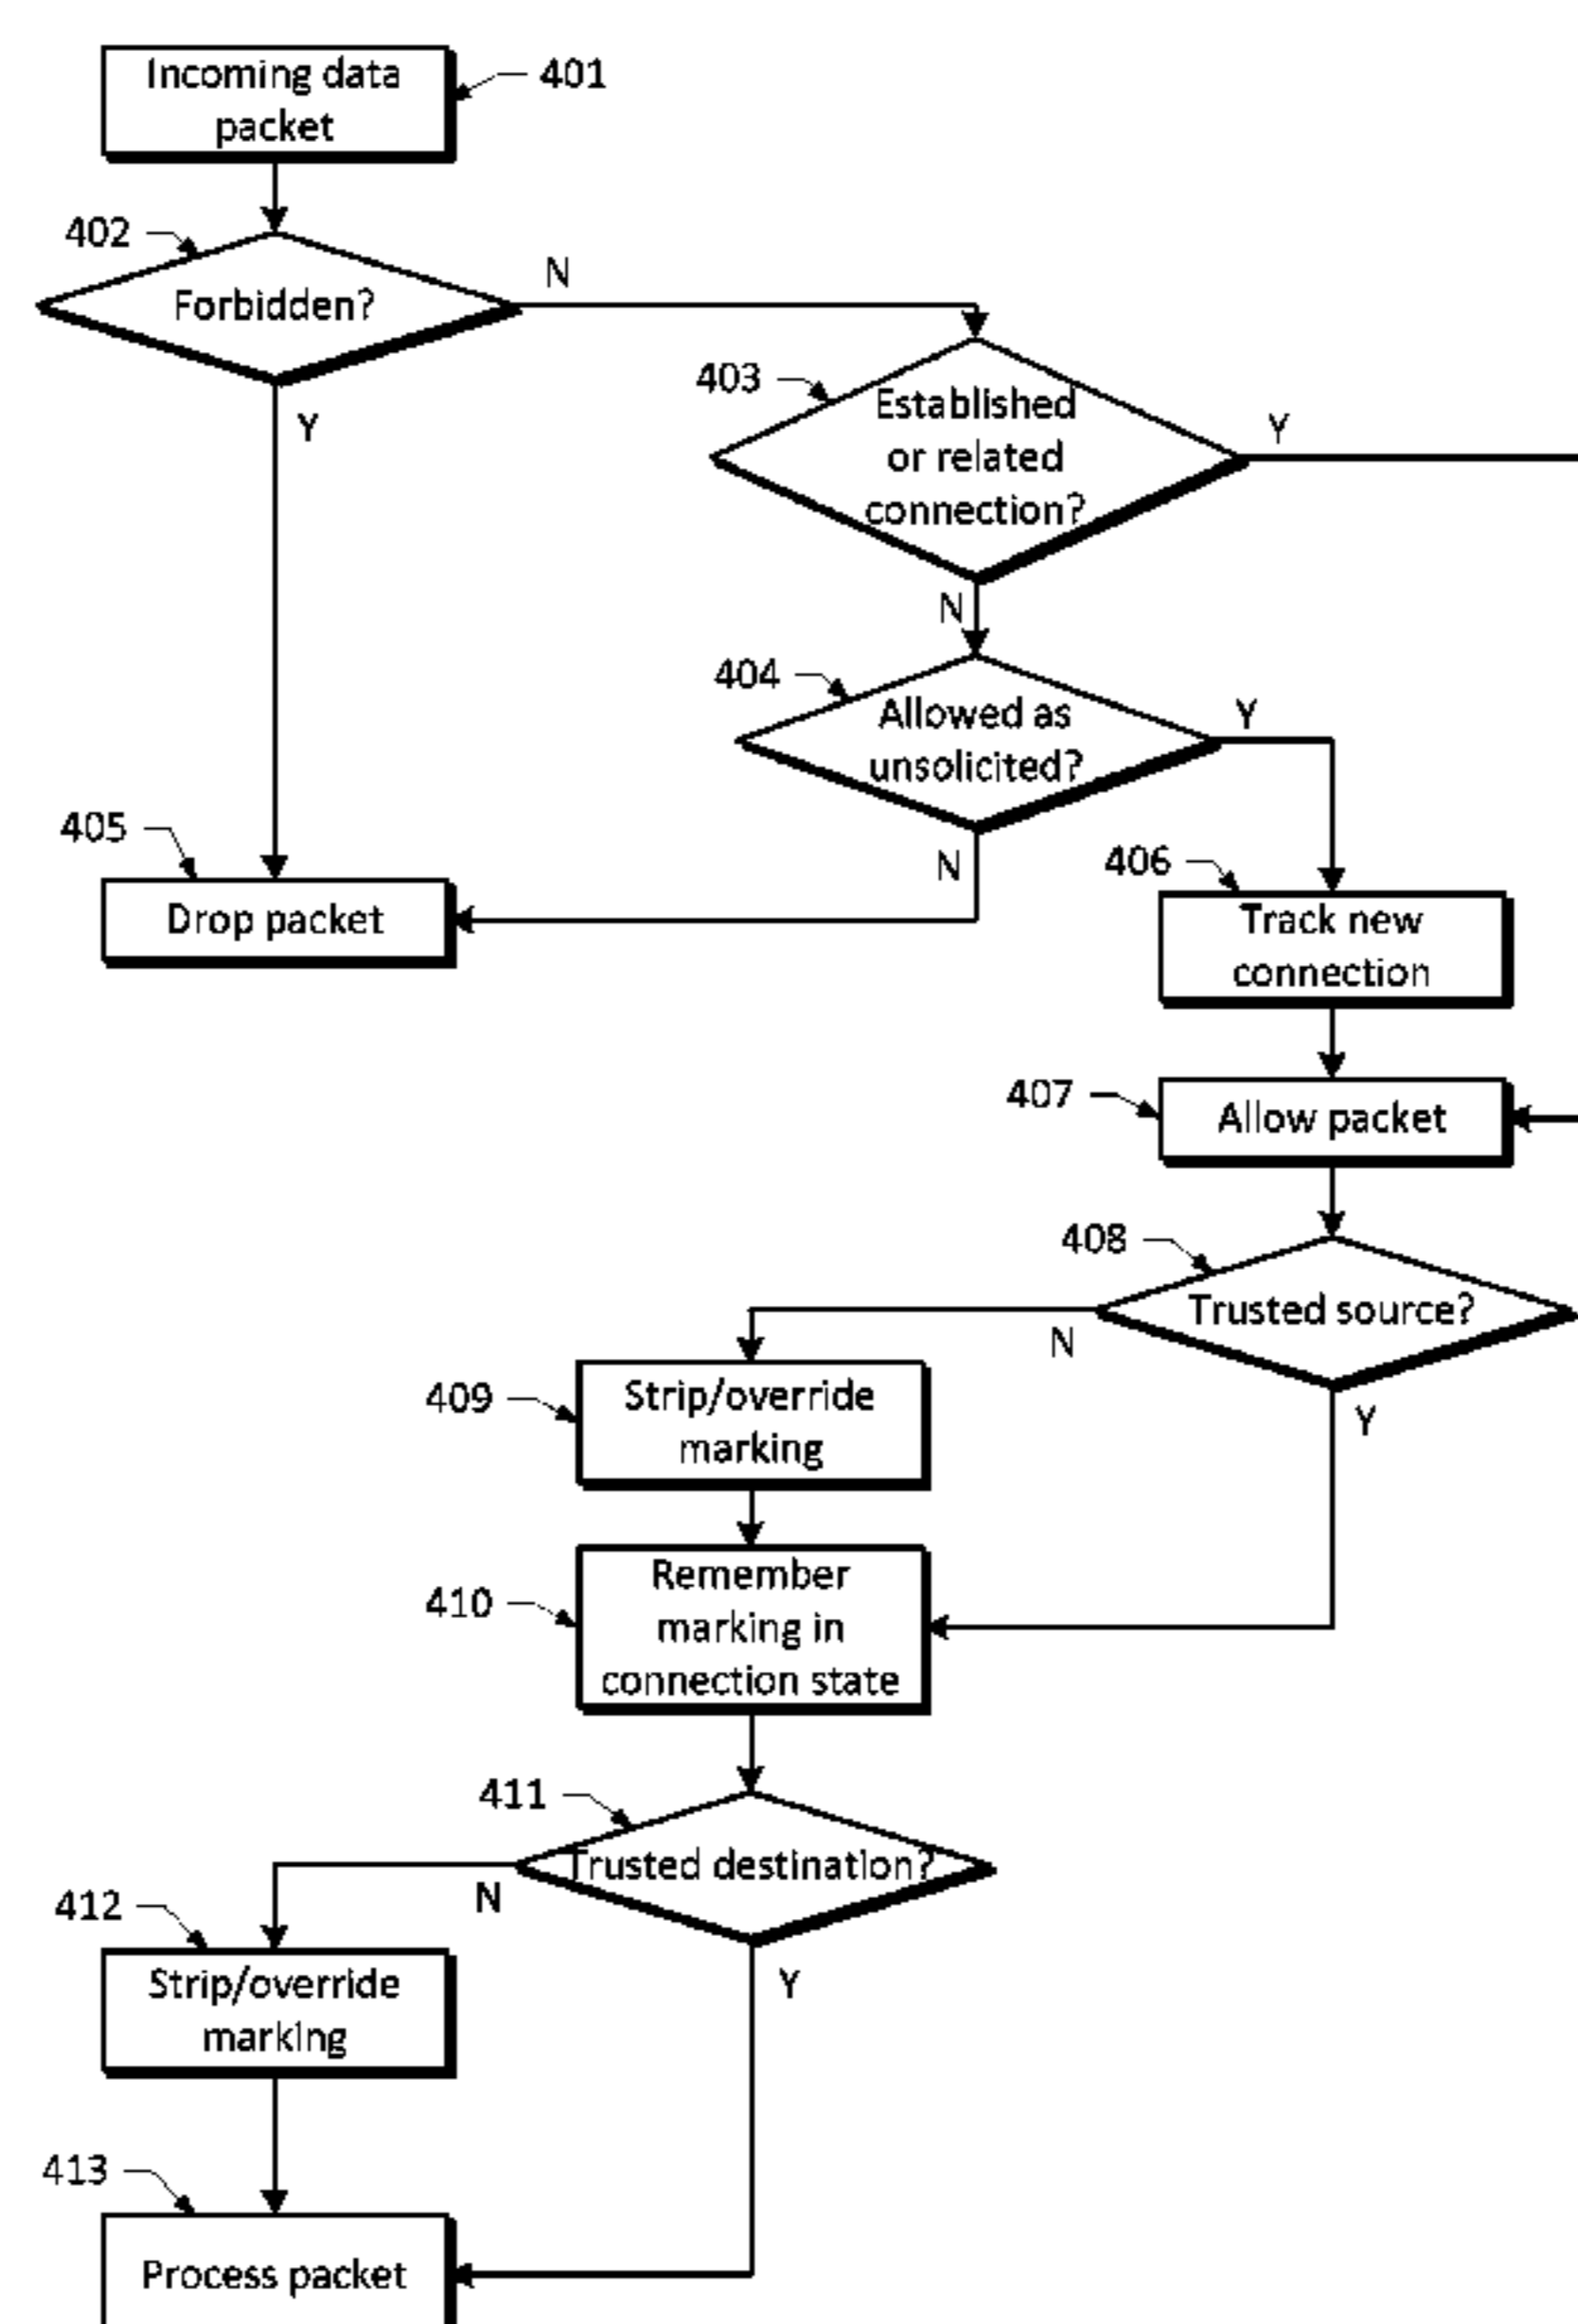 Incoming data
packet
401
402
Forbidden?
N
Y
403
Established
or related
connection?
Y
N
404
Allowed as
unsolicited?
Y
N
405
Drop packet
406
Track new
connection
407
Allow packet
408
Trusted source?
N
Y
409
Strip/override
marking
410
Remember
marking in
connection state
411
Trusted destination?
N
Y
412
Strip/override
marking
413
Process packet